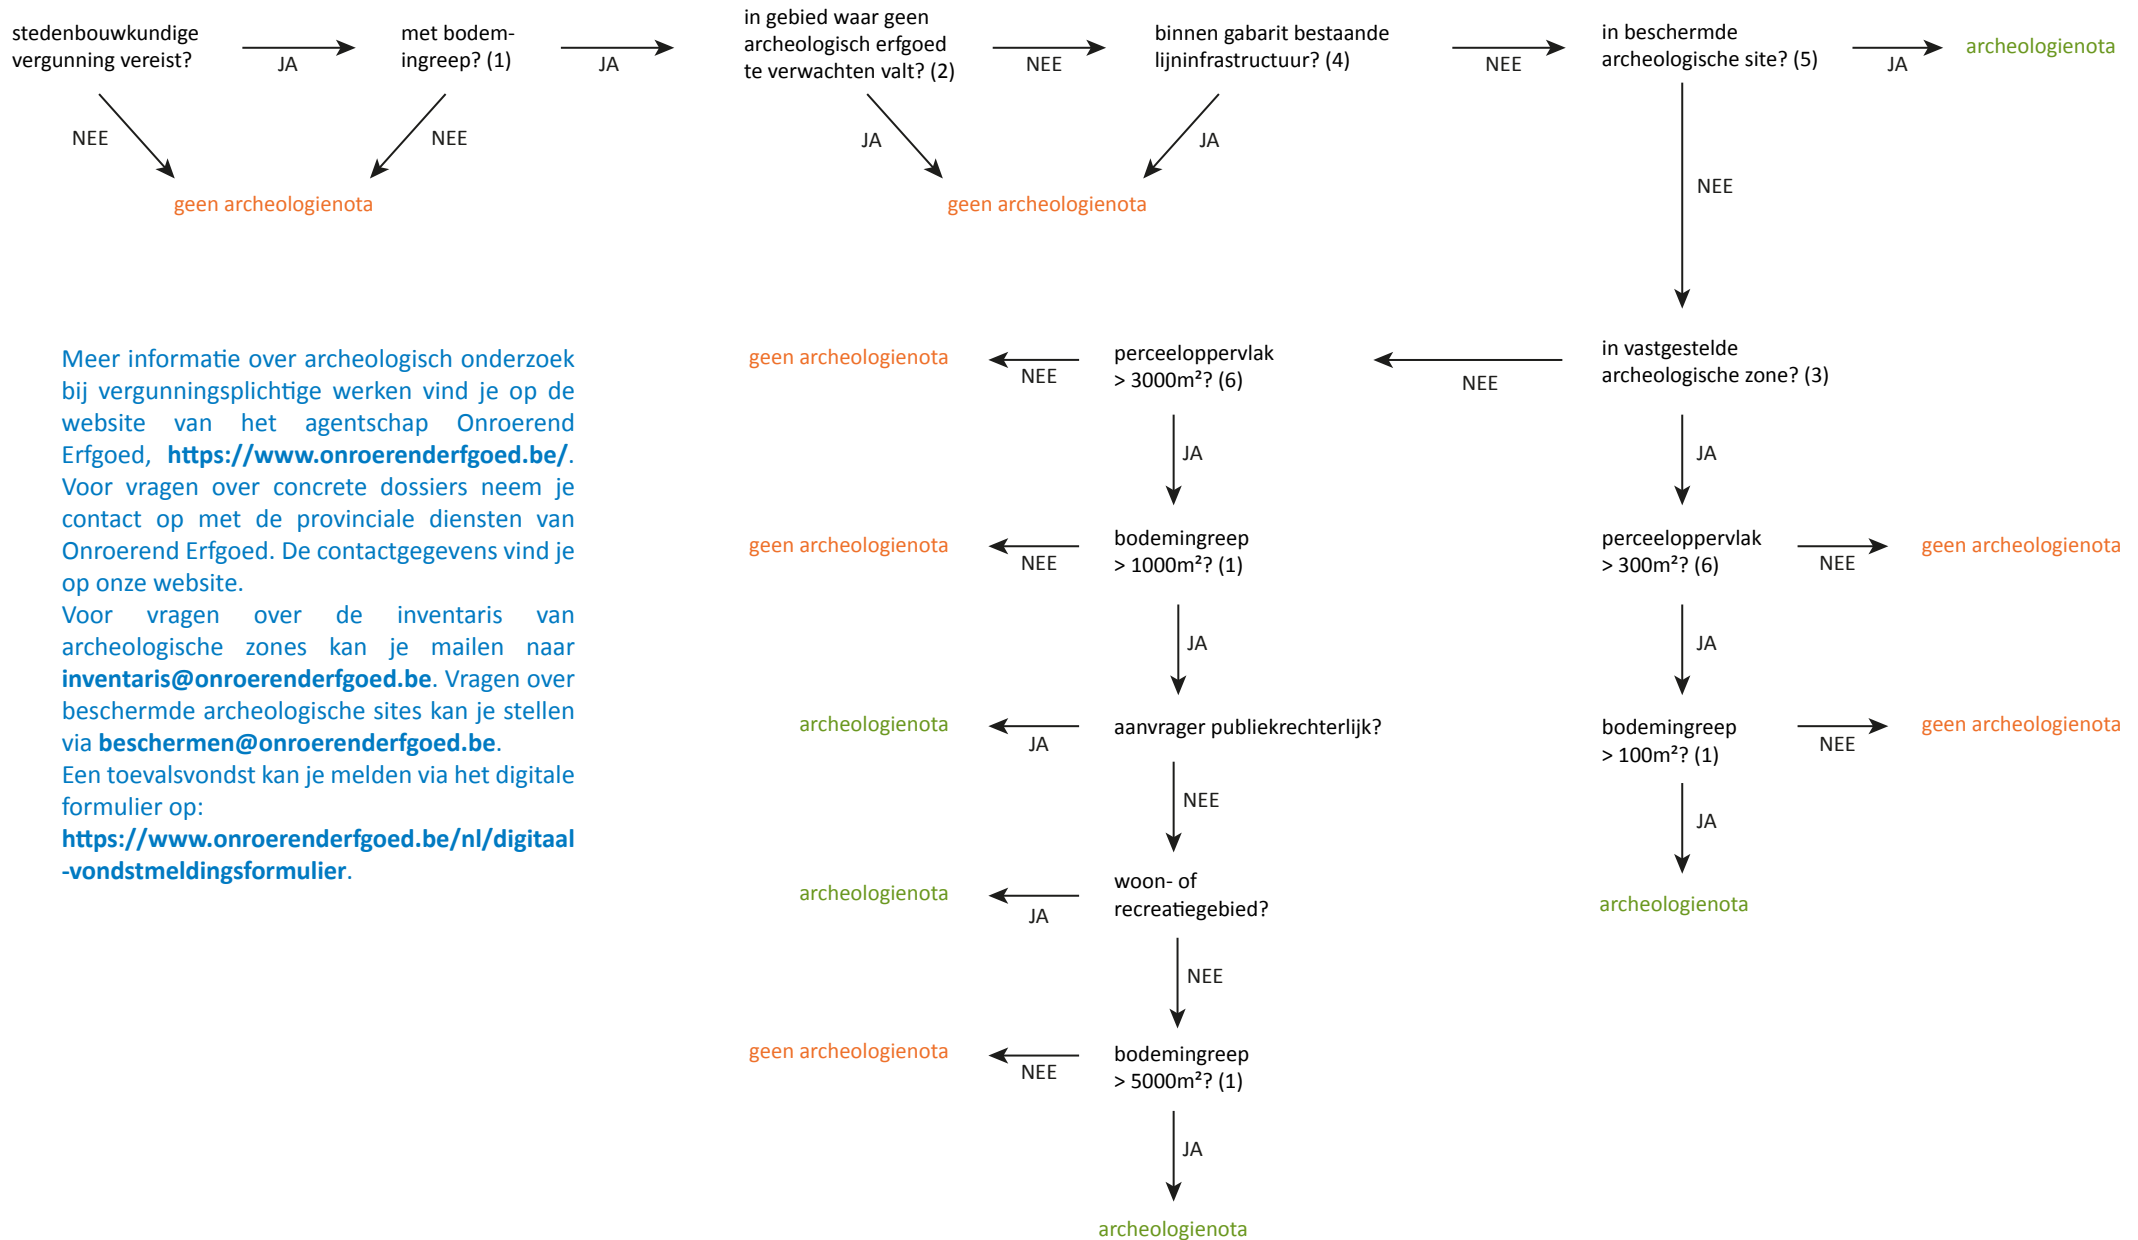 stedenbouwkundige
vergunning vereist?
JA
NEE
met bodem-
ingreep? (1)
JA
NEE
geen archeologienota
in gebied waar geen
archeologisch erfgoed
te verwachten valt? (2)
NEE
JA
binnen gabarit bestaande
lijninfrastructuur? (4)
NEE
JA
geen archeologienota
in beschermde
archeologische site? (5)
JA
archeologienota
NEE
in vastgestelde
archeologische zone? (3)
NEE
JA
perceeloppervlak
> 3000m²? (6)
NEE
geen archeologienota
JA
bodemingreep
> 1000m²? (1)
NEE
geen archeologienota
JA
aanvrager publiekrechterlijk?
JA
archeologienota
NEE
woon- of
recreatiegebied?
JA
archeologienota
NEE
bodemingreep
> 5000m²? (1)
NEE
geen archeologienota
JA
archeologienota
perceeloppervlak
> 300m²? (6)
NEE
geen archeologienota
JA
bodemingreep
> 100m²? (1)
NEE
geen archeologienota
JA
archeologienota
Meer informatie over archeologisch onderzoek
bij vergunningsplichtige werken vind je op de
website van het agentschap Onroerend
Erfgoed, https://www.onroerenderfgoed.be/.
Voor vragen over concrete dossiers neem je
contact op met de provinciale diensten van
Onroerend Erfgoed. De contactgegevens vind je
op onze website.
Voor vragen over de inventaris van
archeologische zones kan je mailen naar
inventaris@onroerenderfgoed.be. Vragen over
beschermde archeologische sites kan je stellen
via beschermen@onroerenderfgoed.be.
Een toevalsvondst kan je melden via het digitale
formulier op:
https://www.onroerenderfgoed.be/nl/digitaal
-vondstmeldingsformulier.